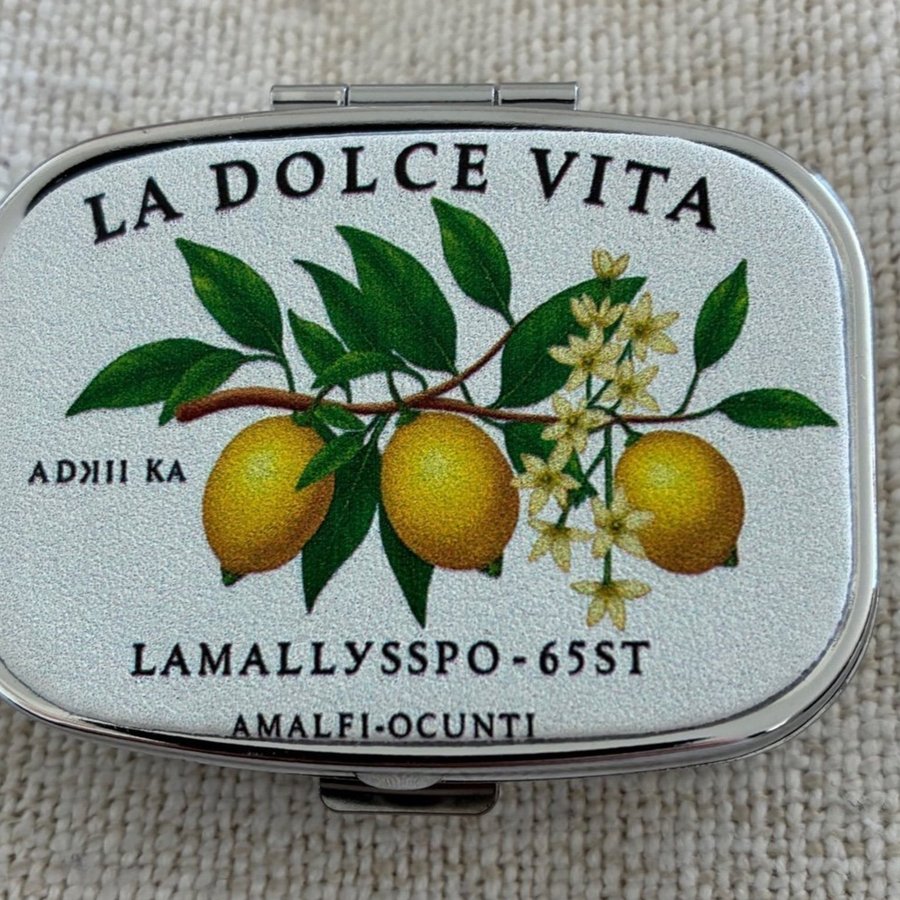 LA DOLCE VITA
ADKII KA
LAMALLYSSPO - 65ST
AMALFI-OCUNTI